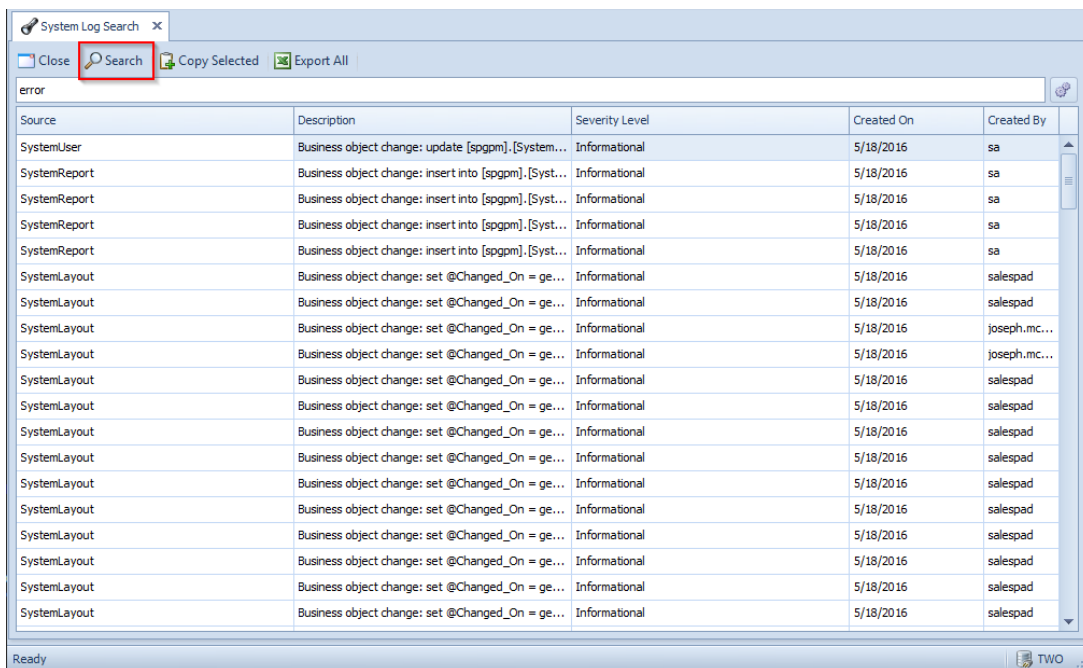 System Log Search
Close Search Copy Selected Export All
error
Source Description Severity Level Created On Created By
SystemUser Business object change: update [spgpm].[System... Informational 5/18/2016 sa
SystemReport Business object change: insert into [spgpm].[Syst... Informational 5/18/2016 sa
SystemReport Business object change: insert into [spgpm].[Syst... Informational 5/18/2016 sa
SystemReport Business object change: insert into [spgpm].[Syst... Informational 5/18/2016 sa
SystemReport Business object change: insert into [spgpm].[Syst... Informational 5/18/2016 sa
SystemLayout Business object change: set @Changed_On = ge... Informational 5/18/2016 salespad
SystemLayout Business object change: set @Changed_On = ge... Informational 5/18/2016 salespad
SystemLayout Business object change: set @Changed_On = ge... Informational 5/18/2016 joseph.mc...
SystemLayout Business object change: set @Changed_On = ge... Informational 5/18/2016 joseph.mc...
SystemLayout Business object change: set @Changed_On = ge... Informational 5/18/2016 salespad
SystemLayout Business object change: set @Changed_On = ge... Informational 5/18/2016 salespad
SystemLayout Business object change: set @Changed_On = ge... Informational 5/18/2016 salespad
SystemLayout Business object change: set @Changed_On = ge... Informational 5/18/2016 salespad
SystemLayout Business object change: set @Changed_On = ge... Informational 5/18/2016 salespad
SystemLayout Business object change: set @Changed_On = ge... Informational 5/18/2016 salespad
SystemLayout Business object change: set @Changed_On = ge... Informational 5/18/2016 salespad
SystemLayout Business object change: set @Changed_On = ge... Informational 5/18/2016 salespad
SystemLayout Business object change: set @Changed_On = ge... Informational 5/18/2016 salespad
SystemLayout Business object change: set @Changed_On = ge... Informational 5/18/2016 salespad
Ready TWO